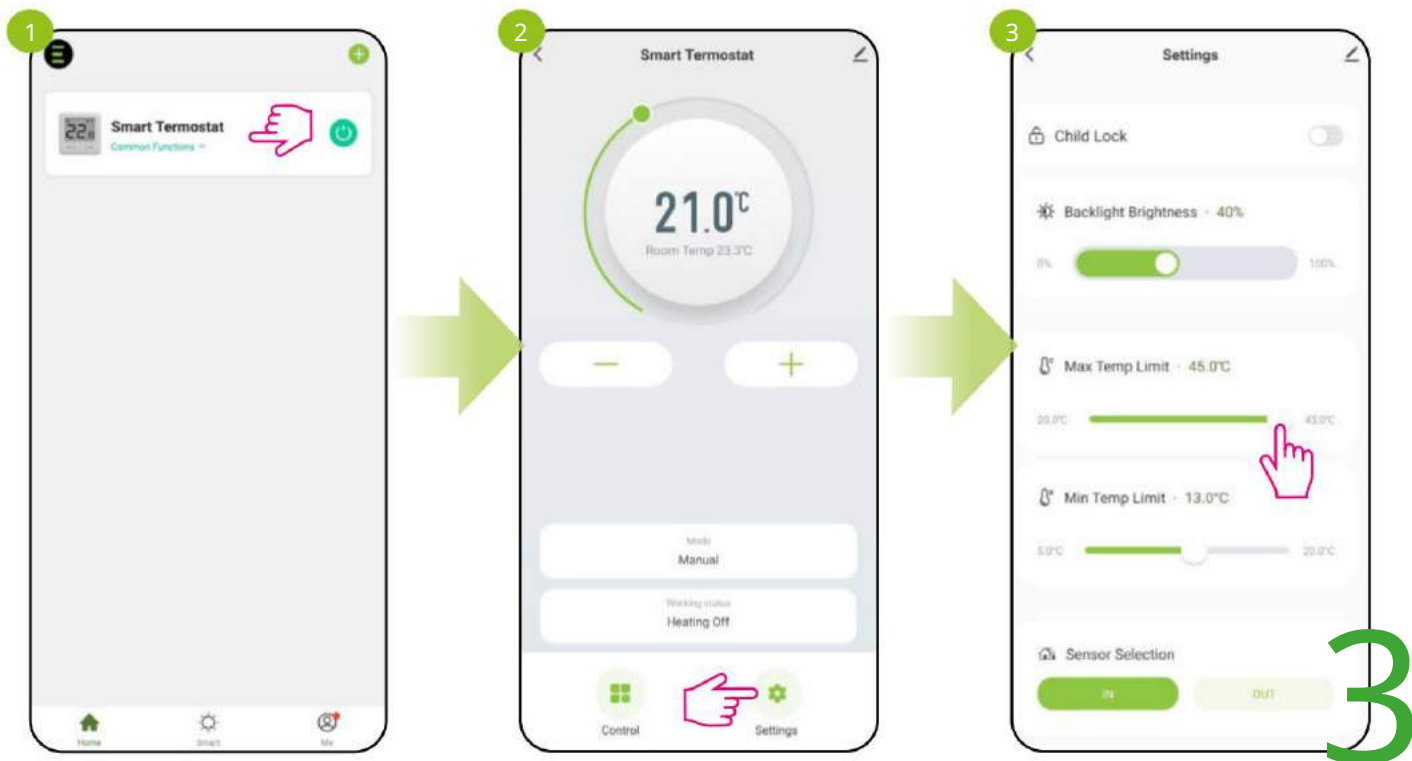 1
Smart Termostat
Common Functions
Home
Smart
Me
2
Smart Termostat
21.0℃
Room Temp 23.3℃
Mode
Manual
Working status
Heating Off
Control
Settings
3
Settings
Child Lock
Backlight Brightness · 40%
0% 100%
Max Temp Limit · 45.0℃
20.0℃ 45.0℃
Min Temp Limit · 13.0℃
5.0℃ 20.0℃
Sensor Selection
IN OUT
3